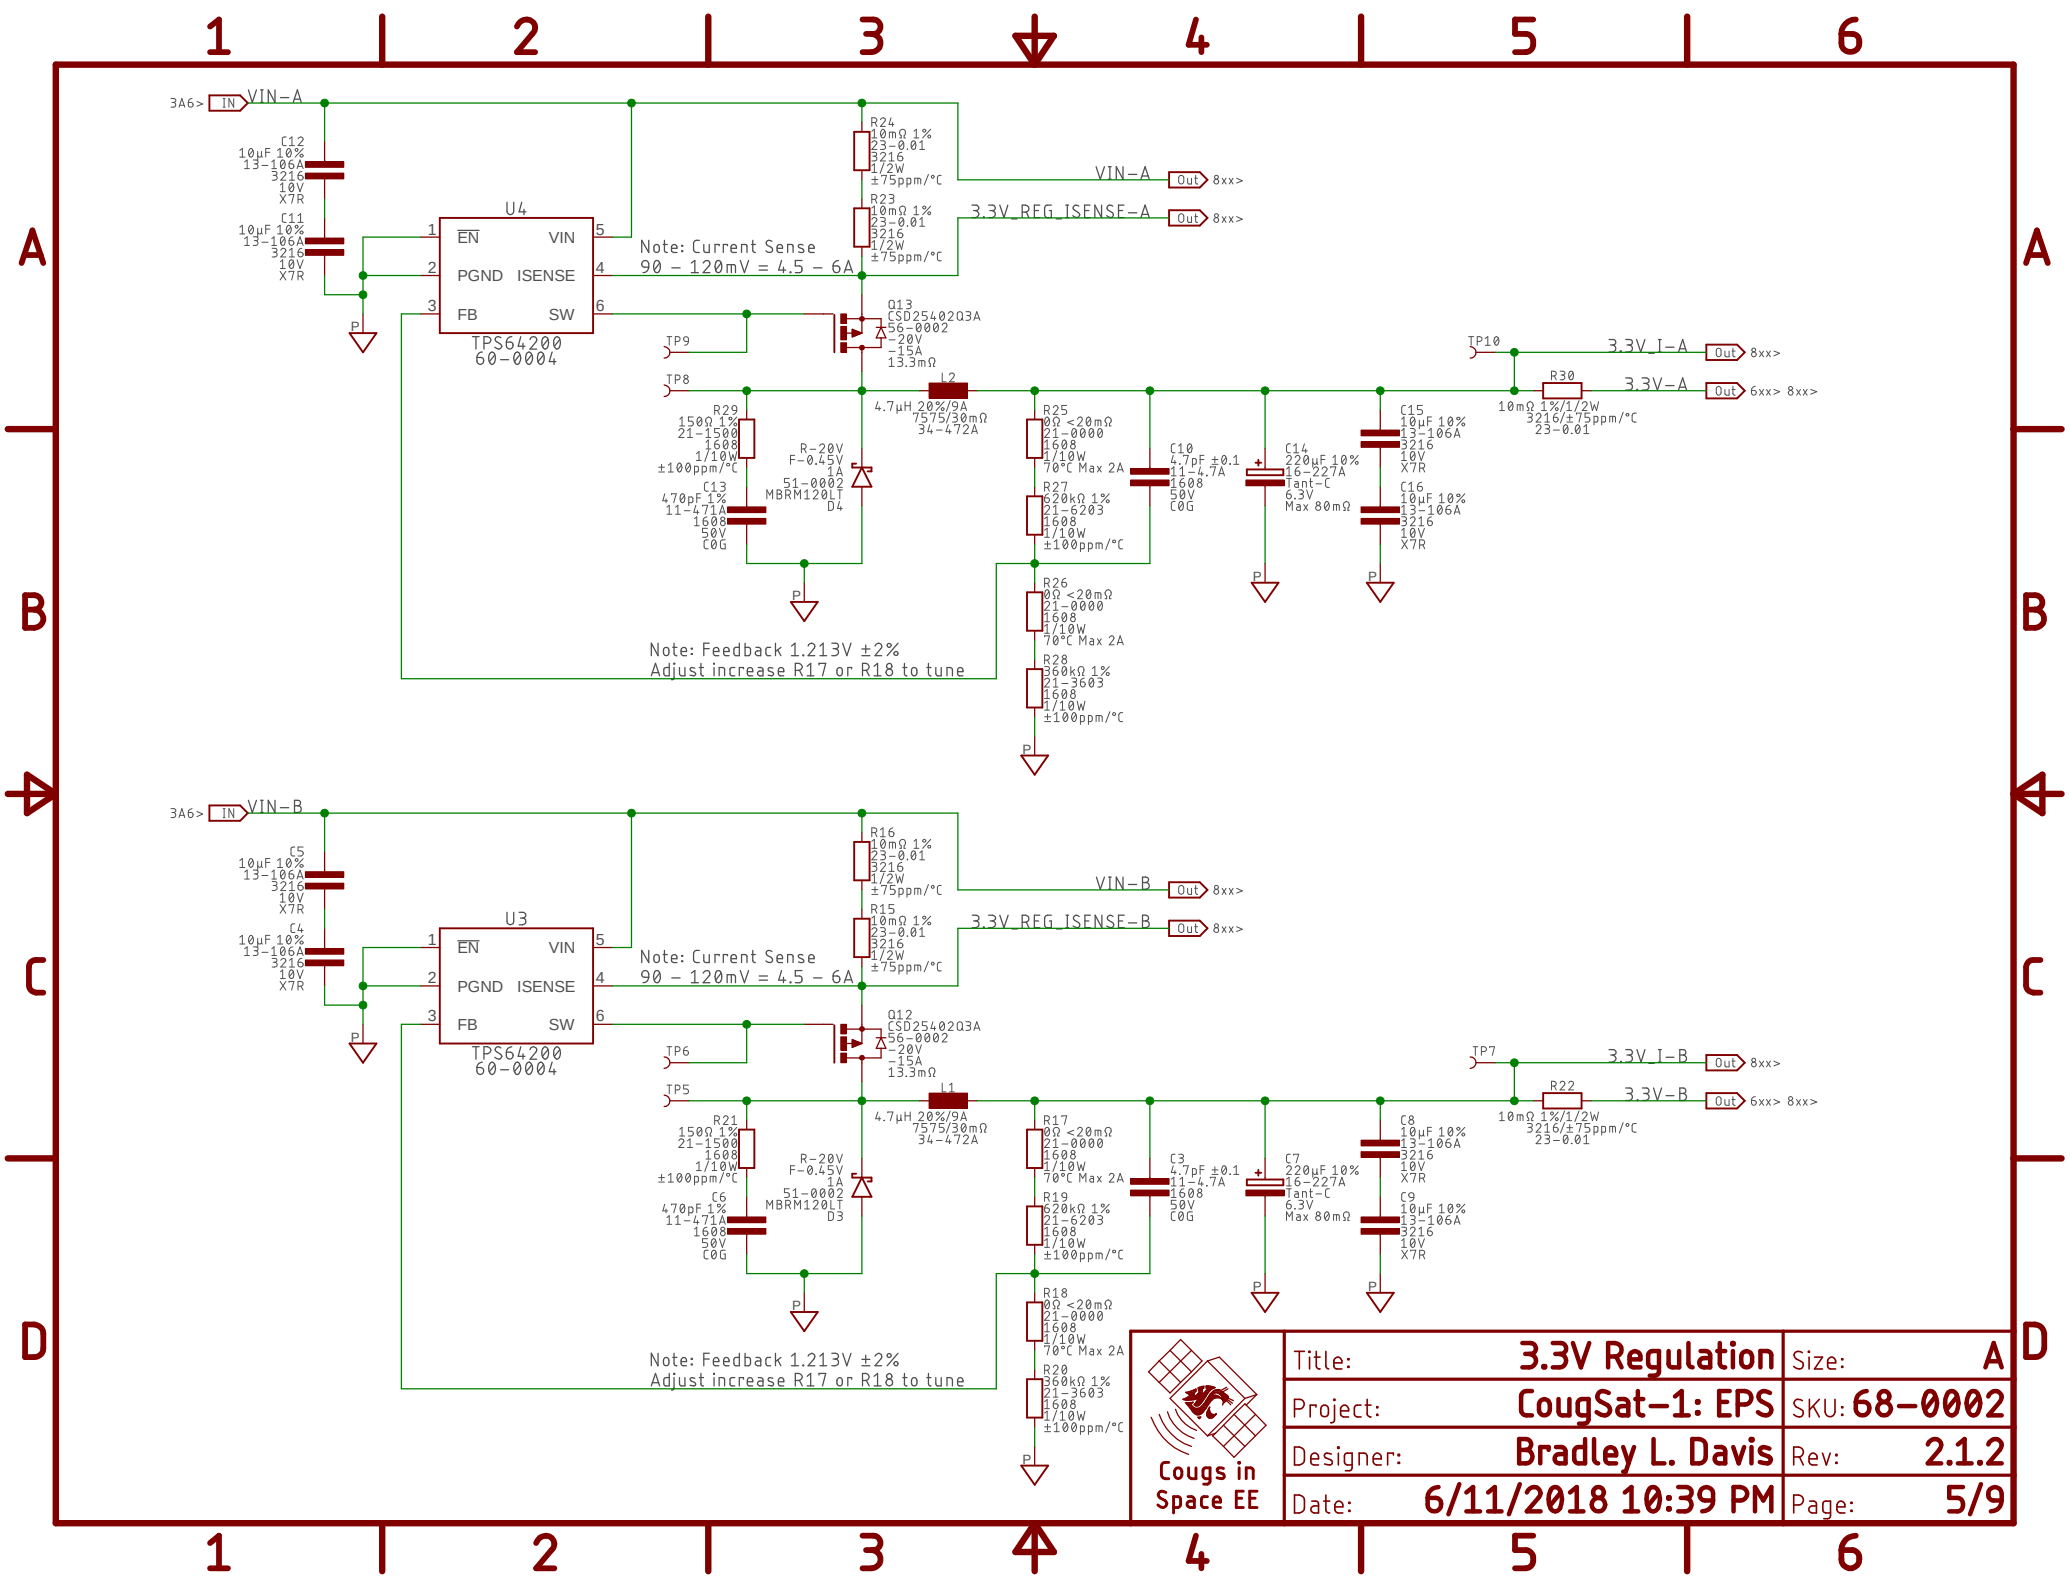 1 2 3 4 5 6
A
B
C
D
A
B
C
D
3A6> IN VIN-A
C12
10µF 10%
13-106A
3216
10V
X7R
C11
10µF 10%
13-106A
3216
10V
X7R
P
U4
1 EN VIN 5
2 PGND ISENSE 4
3 FB SW 6
TPS64200
60-0004
Note: Current Sense
90 - 120mV = 4.5 - 6A
R24
10mΩ 1%
23-0.01
3216
1/2W
±75ppm/°C
R23
10mΩ 1%
23-0.01
3216
1/2W
±75ppm/°C
VIN-A Out 8xx>
3.3V_REG_ISENSE-A Out 8xx>
Q13
CSD25402Q3A
56-0002
-20V
-15A
13.3mΩ
TP9
TP8
L2
4.7µH 20%/9A
7575/30mΩ
34-472A
R29
150Ω 1%
21-1500
1608
1/10W
±100ppm/°C
C13
470pF 1%
11-471A
1608
50V
C0G
R-20V
F-0.45V
1A
51-0002
MBRM120LT
D4
P
R25
0Ω <20mΩ
21-0000
1608
1/10W
70°C Max 2A
R27
620kΩ 1%
21-6203
1608
1/10W
±100ppm/°C
R26
0Ω <20mΩ
21-0000
1608
1/10W
70°C Max 2A
R28
360kΩ 1%
21-3603
1608
1/10W
±100ppm/°C
P
C10
4.7pF ±0.1
11-4.7A
1608
50V
C0G
C14
220µF 10%
16-227A
Tant-C
6.3V
Max 80mΩ
P
C15
10µF 10%
13-106A
3216
10V
X7R
C16
10µF 10%
13-106A
3216
10V
X7R
P
TP10
3.3V_I-A Out 8xx>
R30
3.3V-A Out 6xx> 8xx>
10mΩ 1%/1/2W
3216/±75ppm/°C
23-0.01
Note: Feedback 1.213V ±2%
Adjust increase R17 or R18 to tune
3A6> IN VIN-B
C5
10µF 10%
13-106A
3216
10V
X7R
C4
10µF 10%
13-106A
3216
10V
X7R
P
U3
1 EN VIN 5
2 PGND ISENSE 4
3 FB SW 6
TPS64200
60-0004
Note: Current Sense
90 - 120mV = 4.5 - 6A
R16
10mΩ 1%
23-0.01
3216
1/2W
±75ppm/°C
R15
10mΩ 1%
23-0.01
3216
1/2W
±75ppm/°C
VIN-B Out 8xx>
3.3V_REG_ISENSE-B Out 8xx>
Q12
CSD25402Q3A
56-0002
-20V
-15A
13.3mΩ
TP6
TP5
L1
4.7µH 20%/9A
7575/30mΩ
34-472A
R21
150Ω 1%
21-1500
1608
1/10W
±100ppm/°C
C6
470pF 1%
11-471A
1608
50V
C0G
R-20V
F-0.45V
1A
51-0002
MBRM120LT
D3
P
R17
0Ω <20mΩ
21-0000
1608
1/10W
70°C Max 2A
R19
620kΩ 1%
21-6203
1608
1/10W
±100ppm/°C
R18
0Ω <20mΩ
21-0000
1608
1/10W
70°C Max 2A
R20
360kΩ 1%
21-3603
1608
1/10W
±100ppm/°C
P
C3
4.7pF ±0.1
11-4.7A
1608
50V
C0G
C7
220µF 10%
16-227A
Tant-C
6.3V
Max 80mΩ
P
C8
10µF 10%
13-106A
3216
10V
X7R
C9
10µF 10%
13-106A
3216
10V
X7R
P
TP7
3.3V_I-B Out 8xx>
R22
3.3V-B Out 6xx> 8xx>
10mΩ 1%/1/2W
3216/±75ppm/°C
23-0.01
Note: Feedback 1.213V ±2%
Adjust increase R17 or R18 to tune
Cougs in
Space EE
Title: 3.3V Regulation Size: A
Project: CougSat-1: EPS SKU: 68-0002
Designer: Bradley L. Davis Rev: 2.1.2
Date: 6/11/2018 10:39 PM Page: 5/9
1 2 3 4 5 6